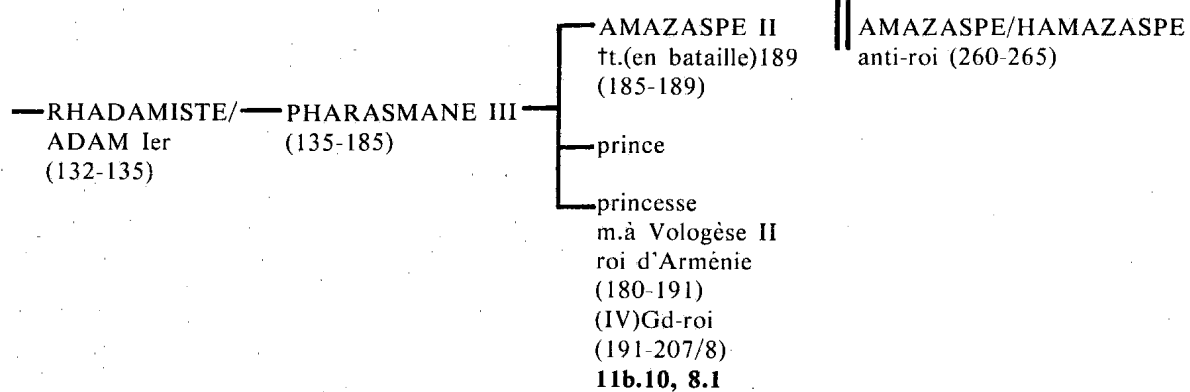 RHADAMISTE/
ADAM Ier
(132-135)
PHARASMANE III
(135-185)
AMAZASPE II
†t.(en bataille)189
(185-189)
prince
princesse
m.à Vologèse II
roi d'Arménie
(180-191)
(IV)Gd-roi
(191-207/8)
11b.10, 8.1
AMAZASPE/HAMAZASPE
anti-roi (260-265)